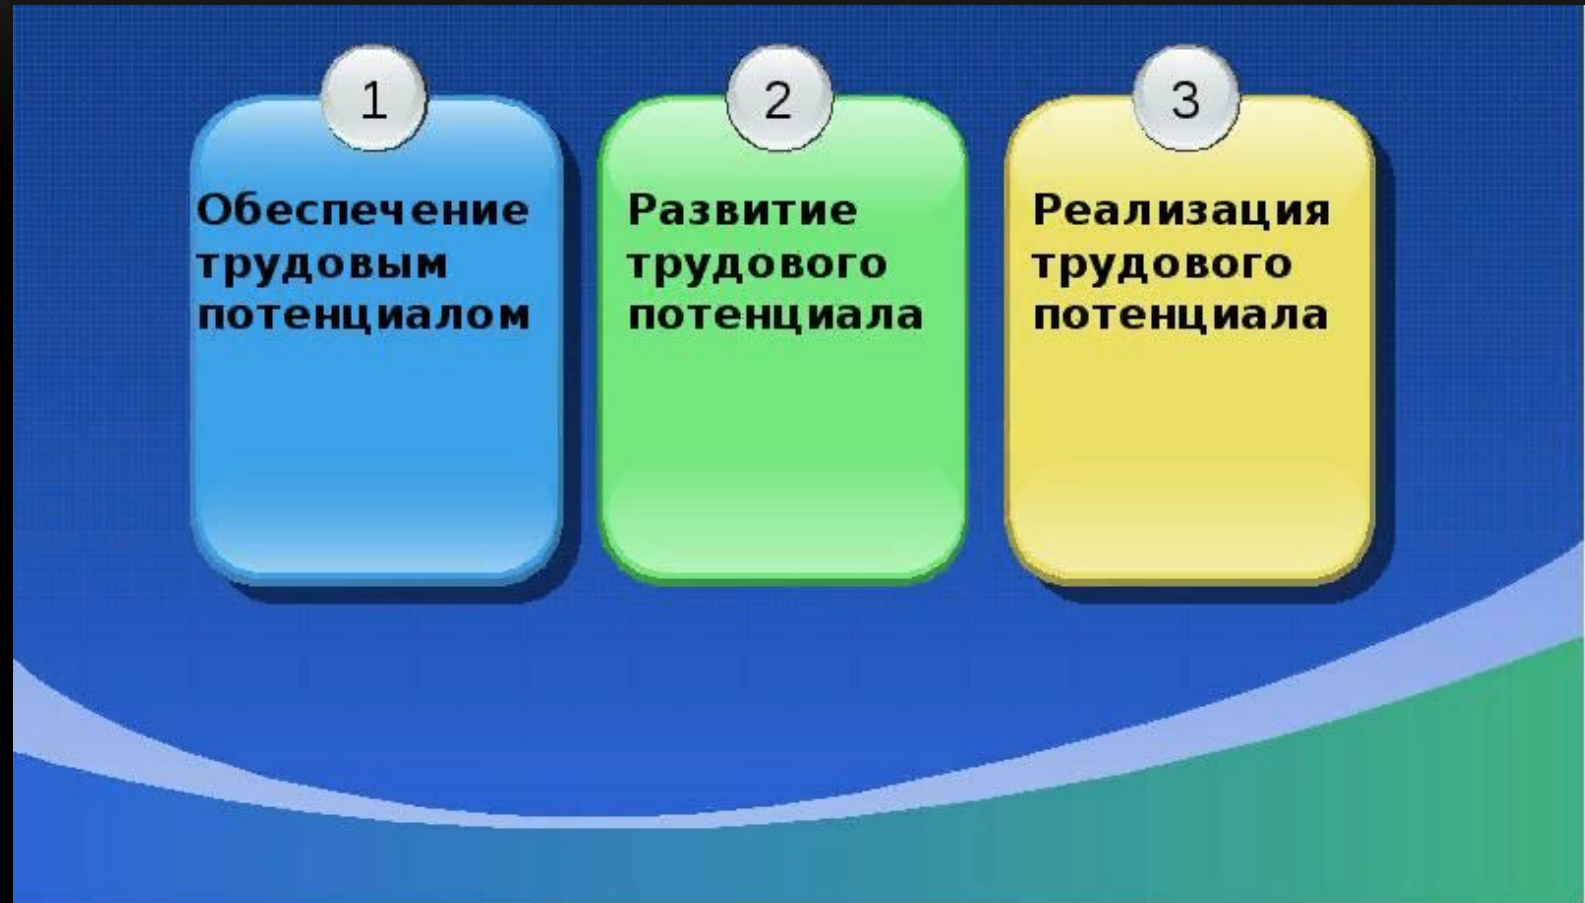 1
Обеспечение
трудовым
потенциалом
2
Развитие
трудового
потенциала
3
Реализация
трудового
потенциала